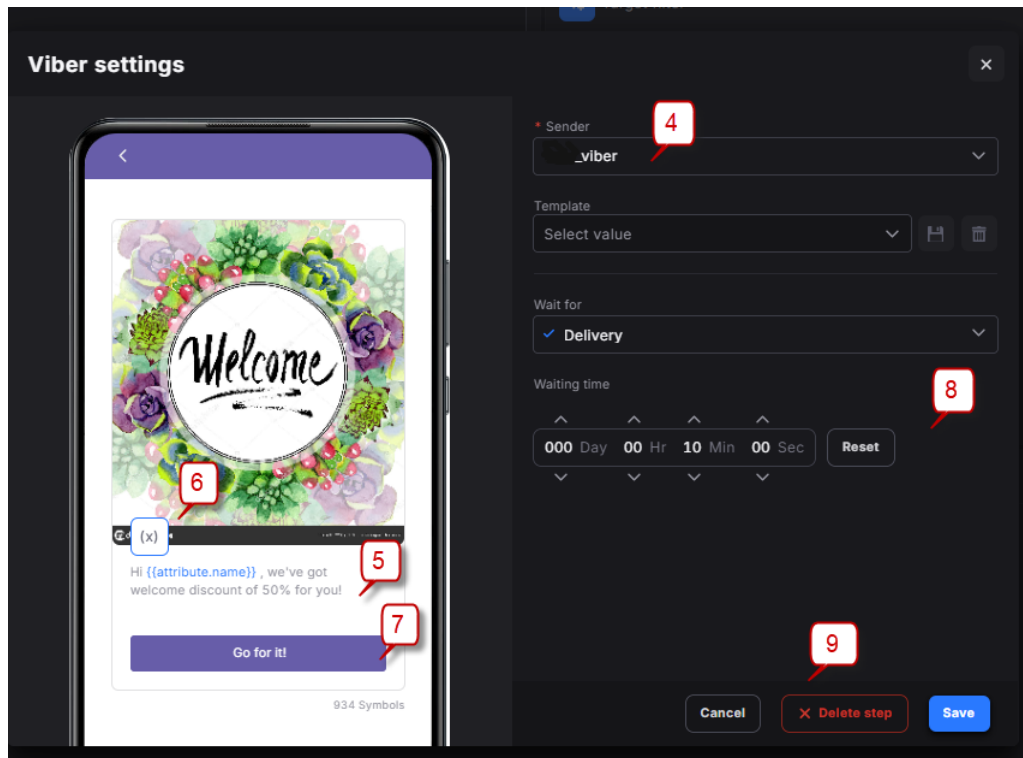 Viber settings
4
* Sender
_viber
Template
Select value
Wait for
Delivery
Waiting time
8
000 Day 00 Hr 10 Min 00 Sec
Reset
Welcome
6
(x)
5
Hi {{attribute.name}} , we've got
welcome discount of 50% for you!
7
Go for it!
934 Symbols
9
Cancel
Delete step
Save